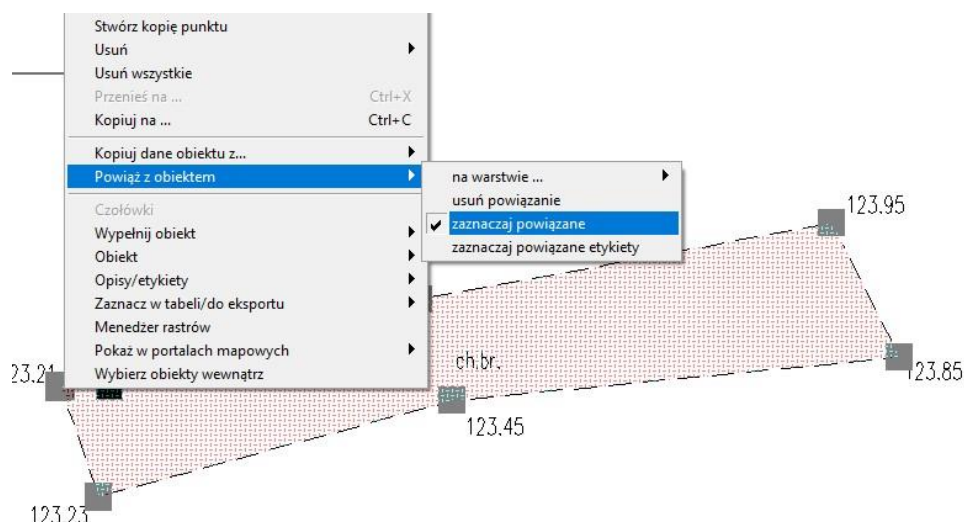 Stwórz kopię punktu
Usuń
Usuń wszystkie
Przenieś na ... Ctrl+X
Kopiuj na ... Ctrl+C
Kopiuj dane obiektu z...
Powiąż z obiektem
na warstwie ...
usuń powiązanie
zaznaczaj powiązane
zaznaczaj powiązane etykiety
Czołówki
Wypełnij obiekt
Obiekt
Opisy/etykiety
Zaznacz w tabeli/do eksportu
Menedżer rastrów
Pokaż w portalach mapowych
Wybierz obiekty wewnątrz
123.95
ch.br.
23.21
123.85
123.45
123.23